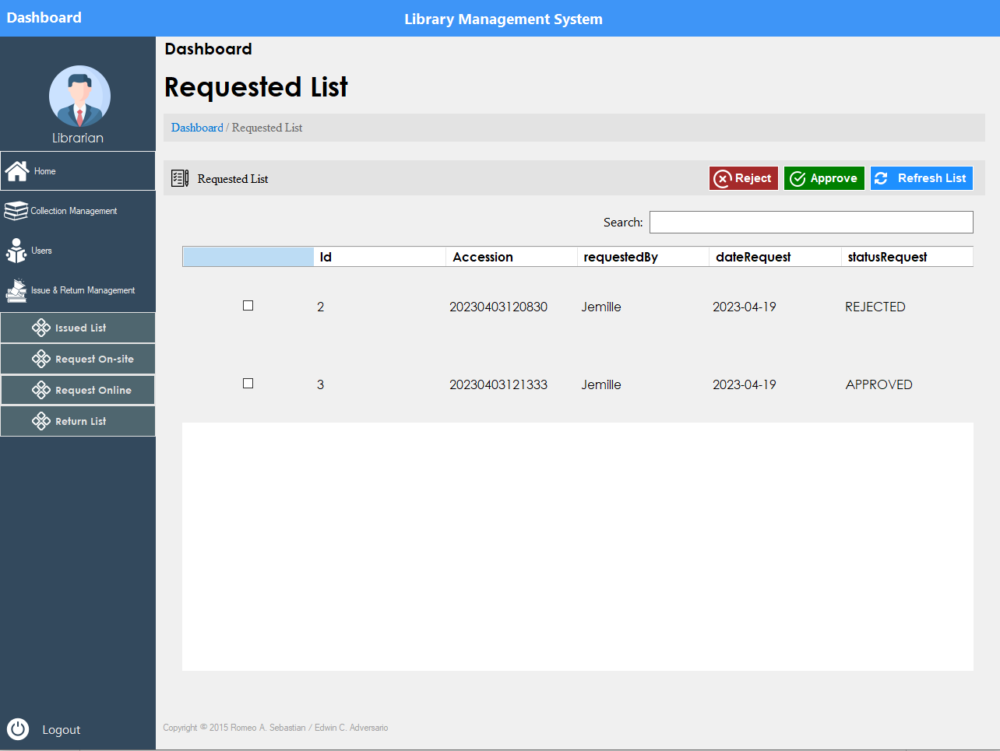 Dashboard
Library Management System
Librarian
Home
Collection Management
Users
Issue & Return Management
Issued List
Request On-site
Request Online
Return List
Logout
Dashboard
Requested List
Dashboard / Requested List
Requested List
Reject
Approve
Refresh List
Search:
Id Accession requestedBy dateRequest statusRequest
2 20230403120830 Jemille 2023-04-19 REJECTED
3 20230403121333 Jemille 2023-04-19 APPROVED
Copyright © 2015 Romeo A. Sebastian / Edwin C. Adversario